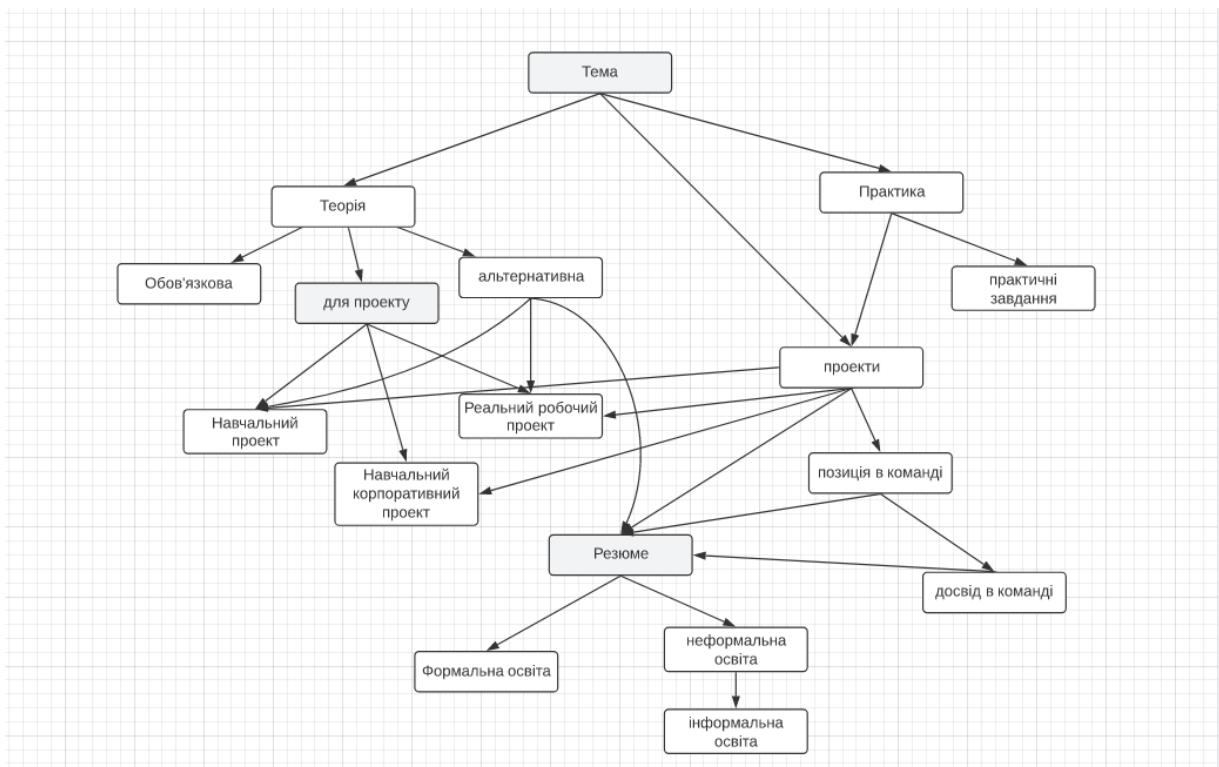 Тема
Теорія
Практика
Обов'язкова
для проекту
альтернативна
практичні
завдання
проекти
Навчальний
проект
Реальний робочий
проект
Навчальний
корпоративний
проект
позиція в команді
Резюме
досвід в команді
Формальна освіта
неформальна
освіта
інформальна
освіта